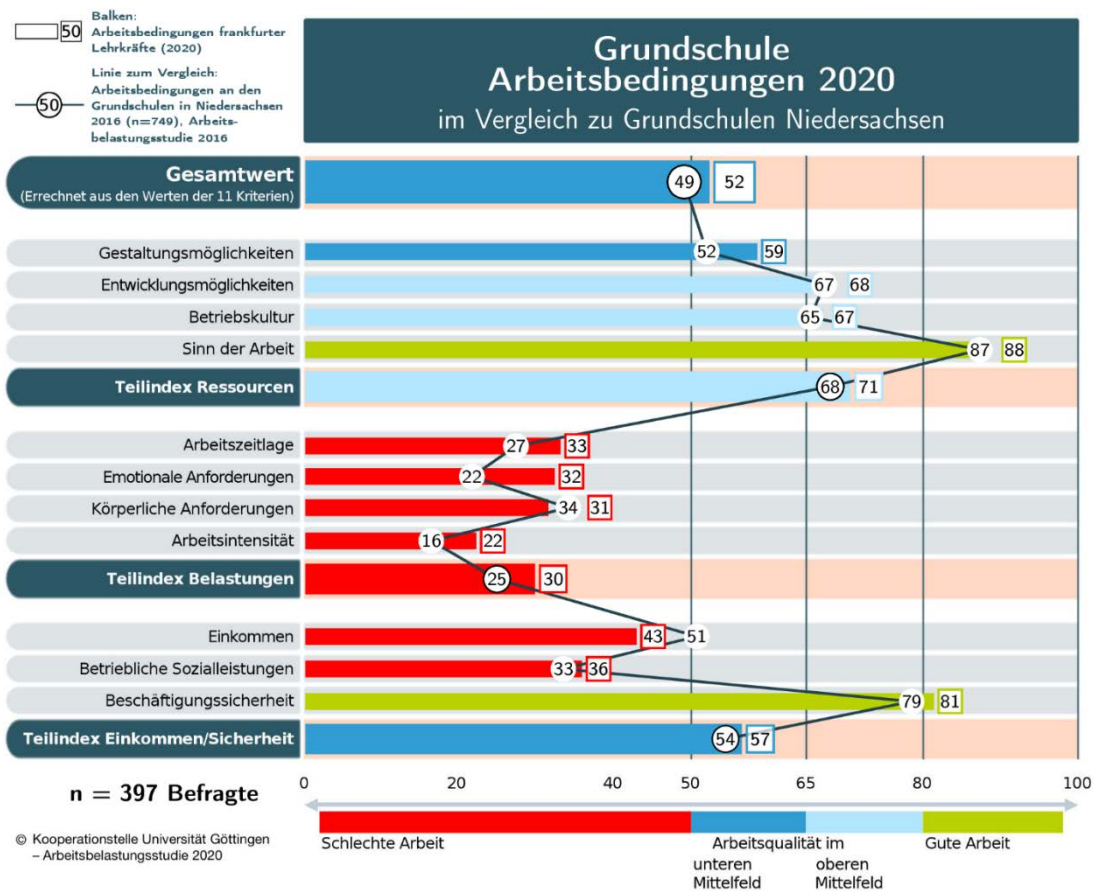 50
Balken:
Arbeitsbedingungen frankfurter
Lehrkräfte (2020)
50
Linie zum Vergleich:
Arbeitsbedingungen an den
Grundschulen in Niedersachsen
2016 (n=749), Arbeits-
belastungsstudie 2016
Grundschule
Arbeitsbedingungen 2020
im Vergleich zu Grundschulen Niedersachsen
Gesamtwert
(Errechnet aus den Werten der 11 Kriterien)
49 52
Gestaltungsmöglichkeiten 52 59
Entwicklungsmöglichkeiten 67 68
Betriebskultur 65 67
Sinn der Arbeit 87 88
Teilindex Ressourcen 68 71
Arbeitszeitlage 27 33
Emotionale Anforderungen 22 32
Körperliche Anforderungen 34 31
Arbeitsintensität 16 22
Teilindex Belastungen 25 30
Einkommen 43 51
Betriebliche Sozialleistungen 33 36
Beschäftigungssicherheit 79 81
Teilindex Einkommen/Sicherheit 54 57
0 20 40 50 65 80 100
n = 397 Befragte
Schlechte Arbeit
Arbeitsqualität im
unteren
Mittelfeld
oberen
Mittelfeld
Gute Arbeit
© Kooperationstelle Universität Göttingen
– Arbeitsbelastungsstudie 2020